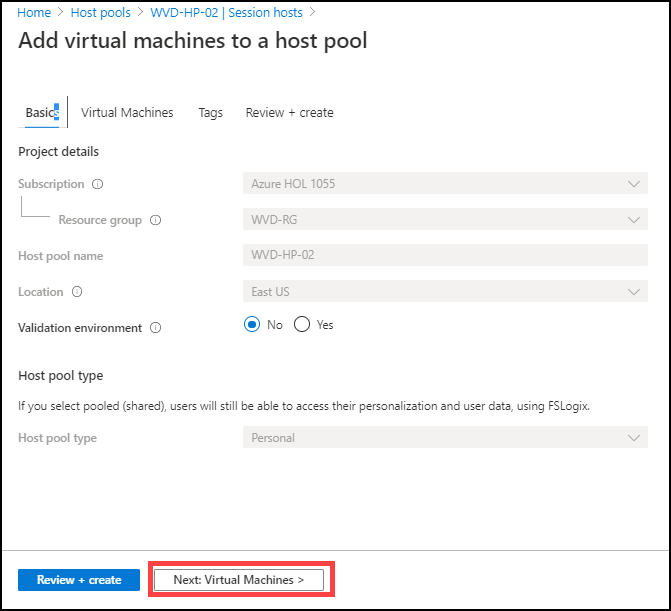 Home > Host pools > WVD-HP-02 | Session hosts >
Add virtual machines to a host pool
Basics Virtual Machines Tags Review + create
Project details
Subscription Azure HOL 1055
Resource group WVD-RG
Host pool name WVD-HP-02
Location East US
Validation environment No Yes
Host pool type
If you select pooled (shared), users will still be able to access their personalization and user data, using FSLogix.
Host pool type Personal
Review + create Next: Virtual Machines >